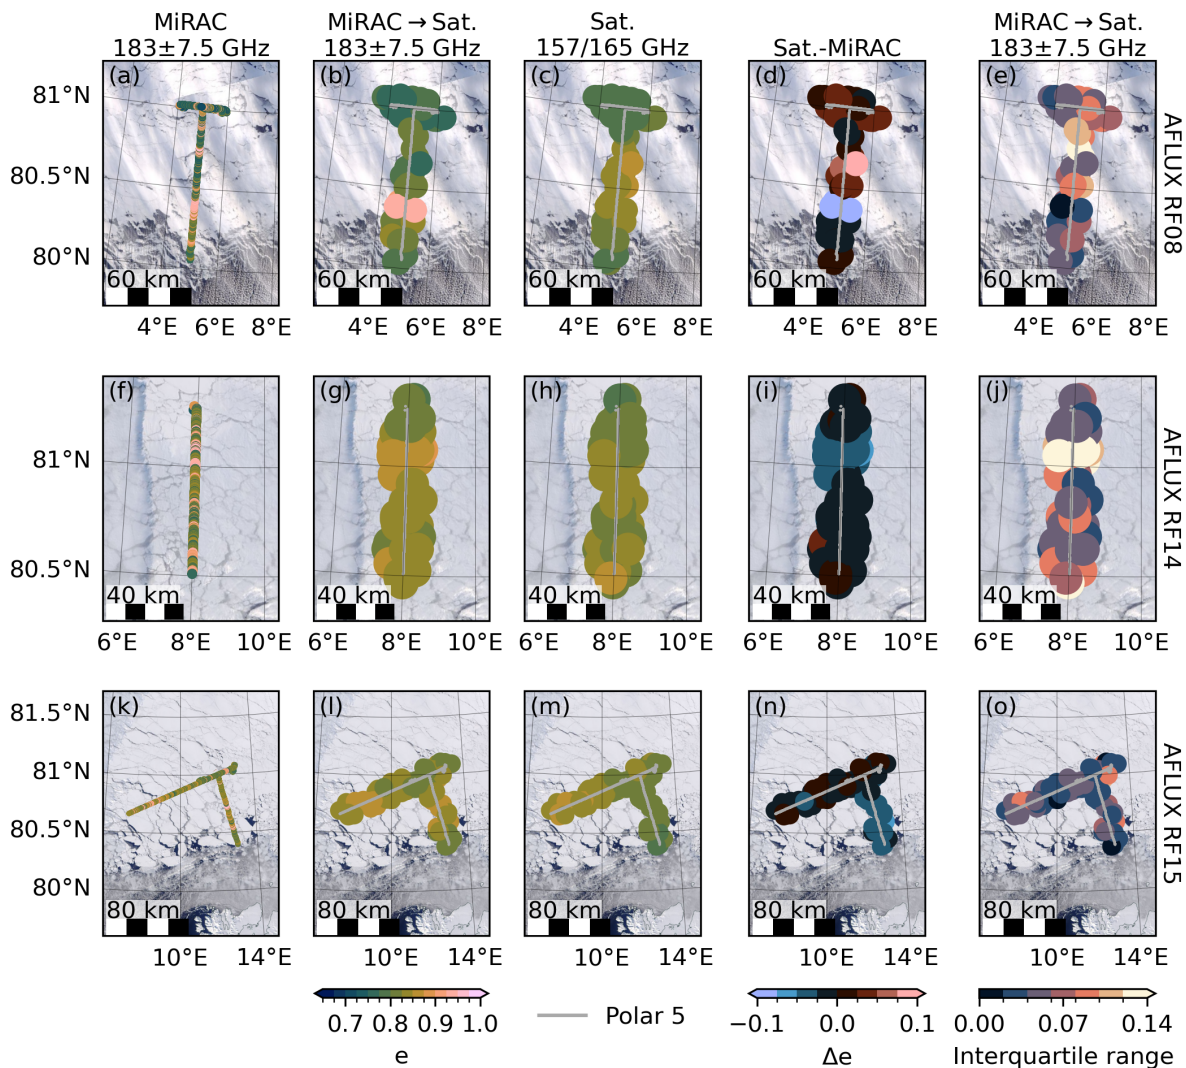 MiRAC
183±7.5 GHz
MiRAC → Sat.
183±7.5 GHz
Sat.
157/165 GHz
Sat.-MiRAC
MiRAC → Sat.
183±7.5 GHz
(a) (b) (c) (d) (e)
81°N
80.5°N
80°N
60 km 60 km 60 km 60 km 60 km
4°E 6°E 8°E 4°E 6°E 8°E 4°E 6°E 8°E 4°E 6°E 8°E 4°E 6°E 8°E
AFLUX RF08
(f) (g) (h) (i) (j)
81°N
80.5°N
40 km 40 km 40 km 40 km 40 km
6°E 8°E 10°E 6°E 8°E 10°E 6°E 8°E 10°E 6°E 8°E 10°E 6°E 8°E 10°E
AFLUX RF14
(k) (l) (m) (n) (o)
81.5°N
81°N
80.5°N
80°N
80 km 80 km 80 km 80 km 80 km
10°E 14°E 10°E 14°E 10°E 14°E 10°E 14°E 10°E 14°E
AFLUX RF15
0.7 0.8 0.9 1.0
e
Polar 5
−0.1 0.0 0.1
Δe
0.00 0.07 0.14
Interquartile range